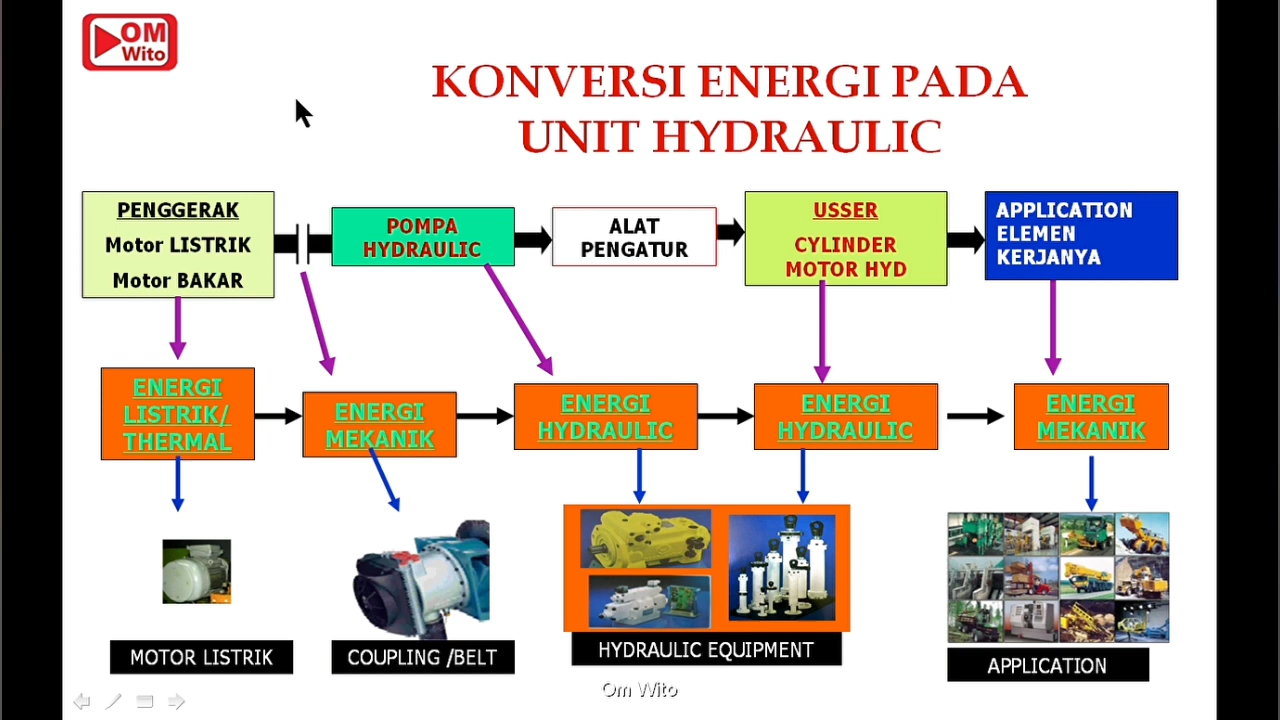 OM
Wito
KONVERSI ENERGI PADA
UNIT HYDRAULIC
PENGGERAK
Motor LISTRIK
Motor BAKAR
POMPA
HYDRAULIC
ALAT
PENGATUR
USSER
CYLINDER
MOTOR HYD
APPLICATION
ELEMEN
KERJANYA
ENERGI
LISTRIK/
THERMAL
ENERGI
MEKANIK
ENERGI
HYDRAULIC
ENERGI
HYDRAULIC
ENERGI
MEKANIK
MOTOR LISTRIK
COUPLING /BELT
HYDRAULIC EQUIPMENT
APPLICATION
Om Wito